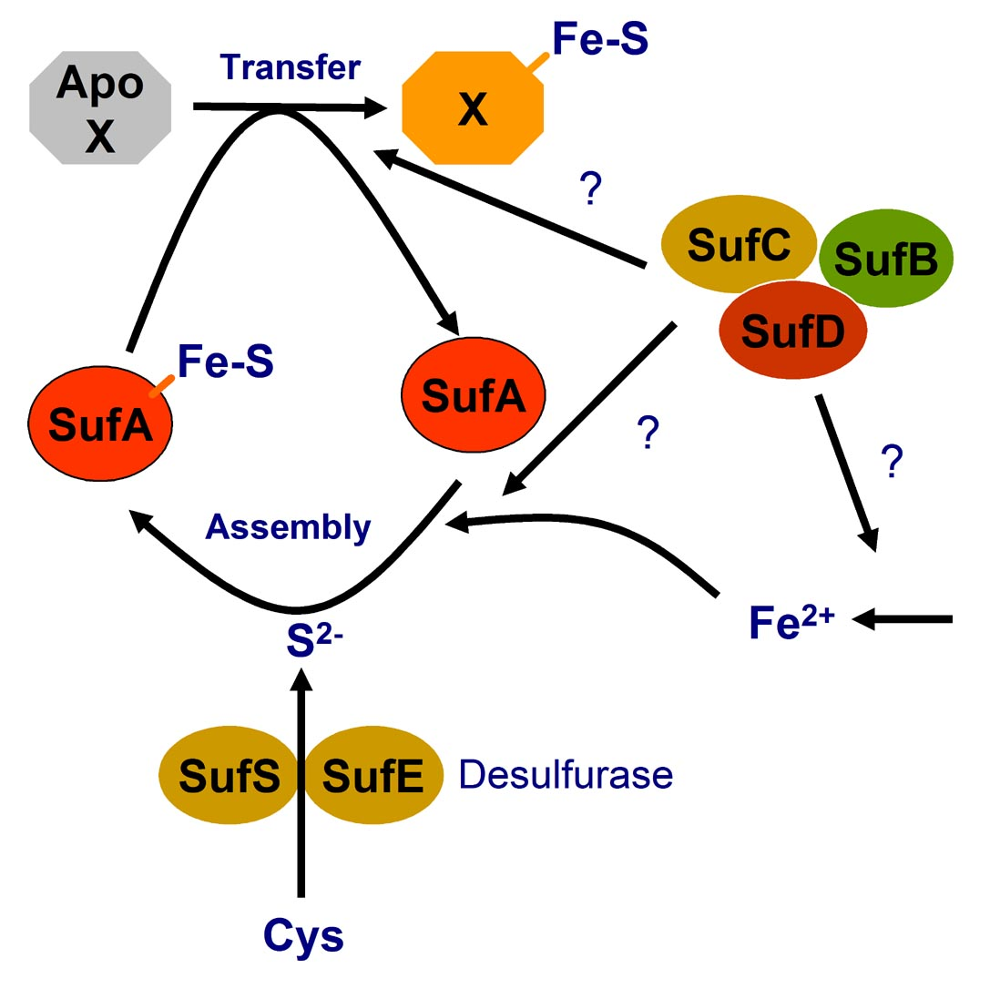 Fe-S
Transfer
Apo
X
X
?
SufC
SufB
SufD
Fe-S
SufA
SufA
?
?
Assembly
Fe²⁺
S²⁻
SufS
SufE
Desulfurase
Cys